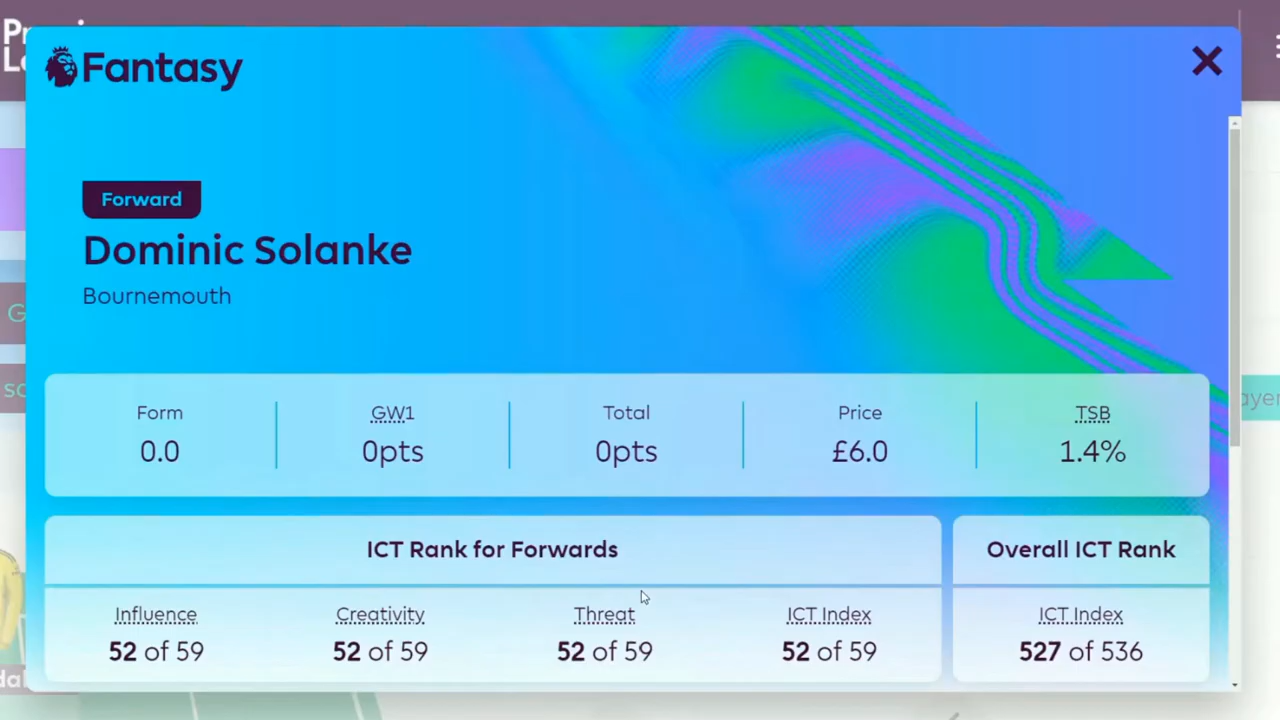 Fantasy
Forward
Dominic Solanke
Bournemouth
Form GW1 Total Price TSB
0.0 0pts 0pts £6.0 1.4%
ICT Rank for Forwards Overall ICT Rank
Influence Creativity Threat ICT Index ICT Index
52 of 59 52 of 59 52 of 59 52 of 59 527 of 536